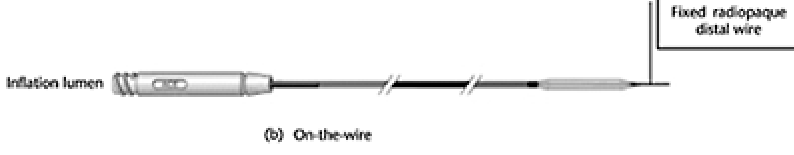 Fixed radiopaque
distal wire
Inflation lumen
(b) On-the-wire